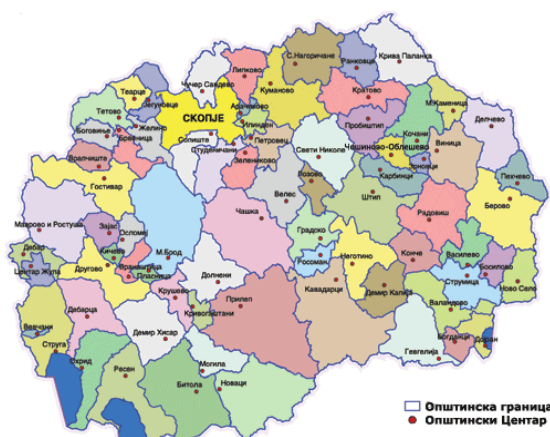 С.Нагоричане
Крива Паланка
Ранковце
Липково
Чучер Сандево
Куманово
Кратово
Теарце
Јегуновце
Тетово
Арачиново
СКОПЈЕ
Илинден
Пробиштип
М.Каменица
Делчево
Желино
Боговиње
Брвеница
Сопиште
Студеничани
Петровец
Кочани
Чешиново-Облешево
Виница
Зелениково
Свети Николе
Врапчиште
Зрновци
Карбинци
Пехчево
Гостивар
Лозово
Велес
Штип
Берово
Маврово и Ростуша
Чашка
Радовиш
Зајас
Осломеј
Градско
Дебар
Кичево
М.Брод
Неготино
Конче
Василево
Центар Жупа
Другово
Вранештица
Пласница
Долнени
Росоман
Босилово
Струмица
Ново Село
Крушево
Кавадарци
Демир Капија
Дебарца
Прилеп
Валандово
Кривогаштани
Вевчани
Демир Хисар
Струга
Богданци
Дојран
Гевгелија
Охрид
Ресен
Могила
Битола
Новаци
Општинска граница
Општински Центар